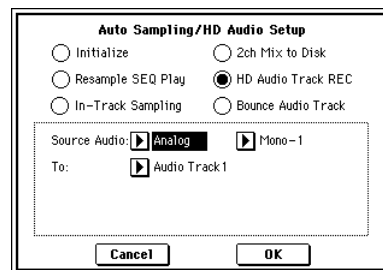 Auto Sampling/HD Audio Setup
Initialize 2ch Mix to Disk
Resample SEQ Play HD Audio Track REC
In-Track Sampling Bounce Audio Track
Source Audio: Analog Mono-1
To: Audio Track1
Cancel OK